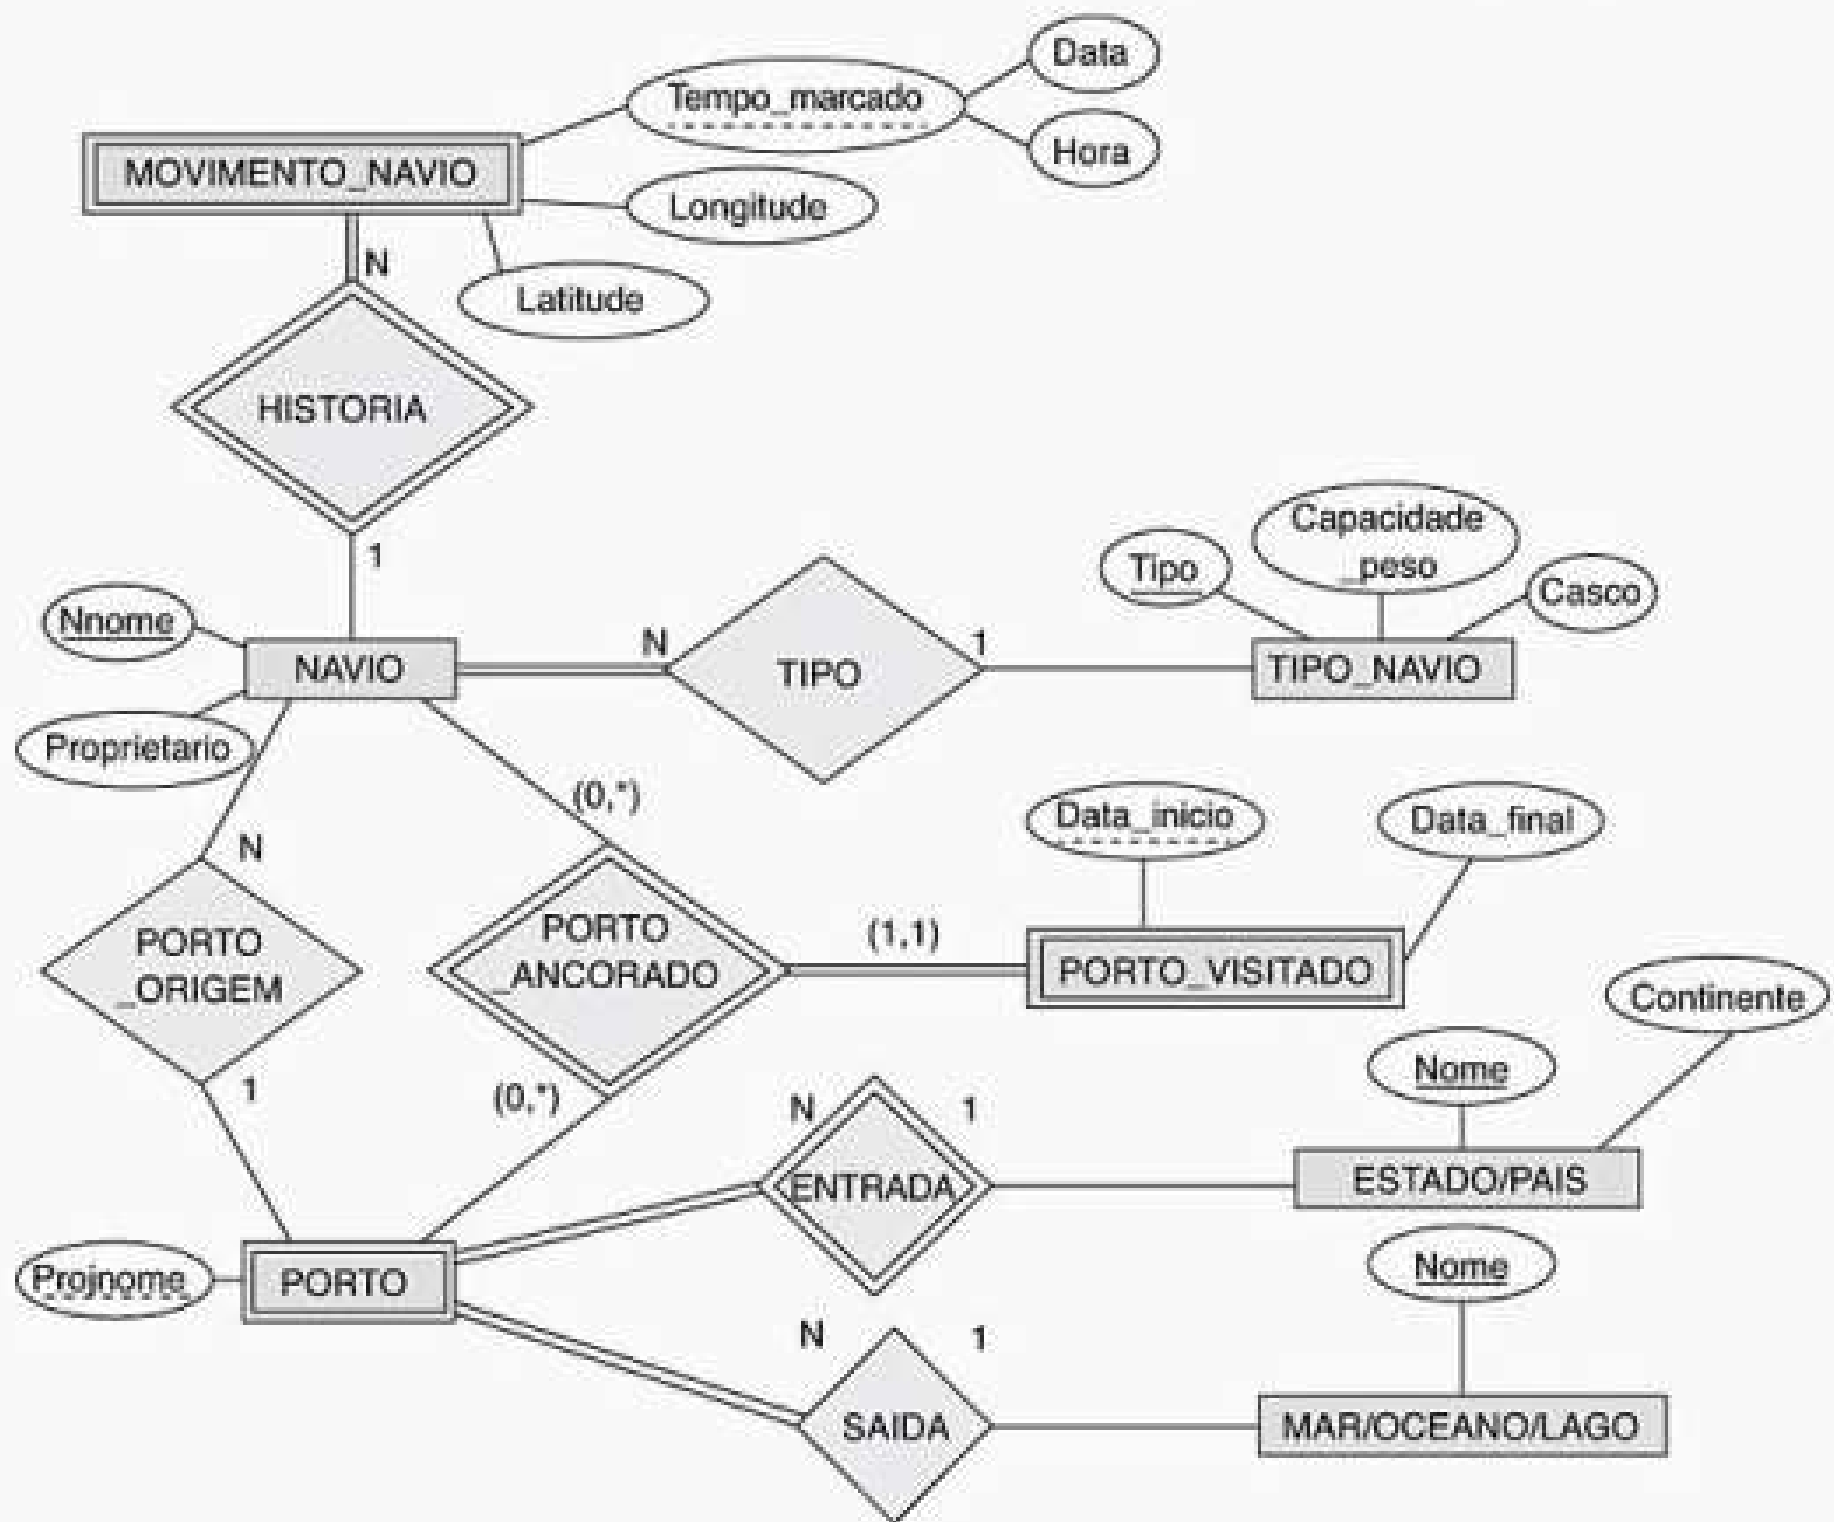 Data
Tempo_marcado
Hora
MOVIMENTO_NAVIO
Longitude
N
Latitude
HISTORIA
1
Capacidade
_peso
Tipo
Casco
Nnome
N
1
NAVIO
TIPO
TIPO_NAVIO
Proprietario
(0,*)
Data_inicio
Data_final
N
PORTO
_ORIGEM
PORTO
_ANCORADO
(1,1)
PORTO_VISITADO
Continente
Nome
1
(0,*)
N
1
ENTRADA
ESTADO/PAIS
Nome
Projnome
PORTO
N
1
SAIDA
MAR/OCEANO/LAGO